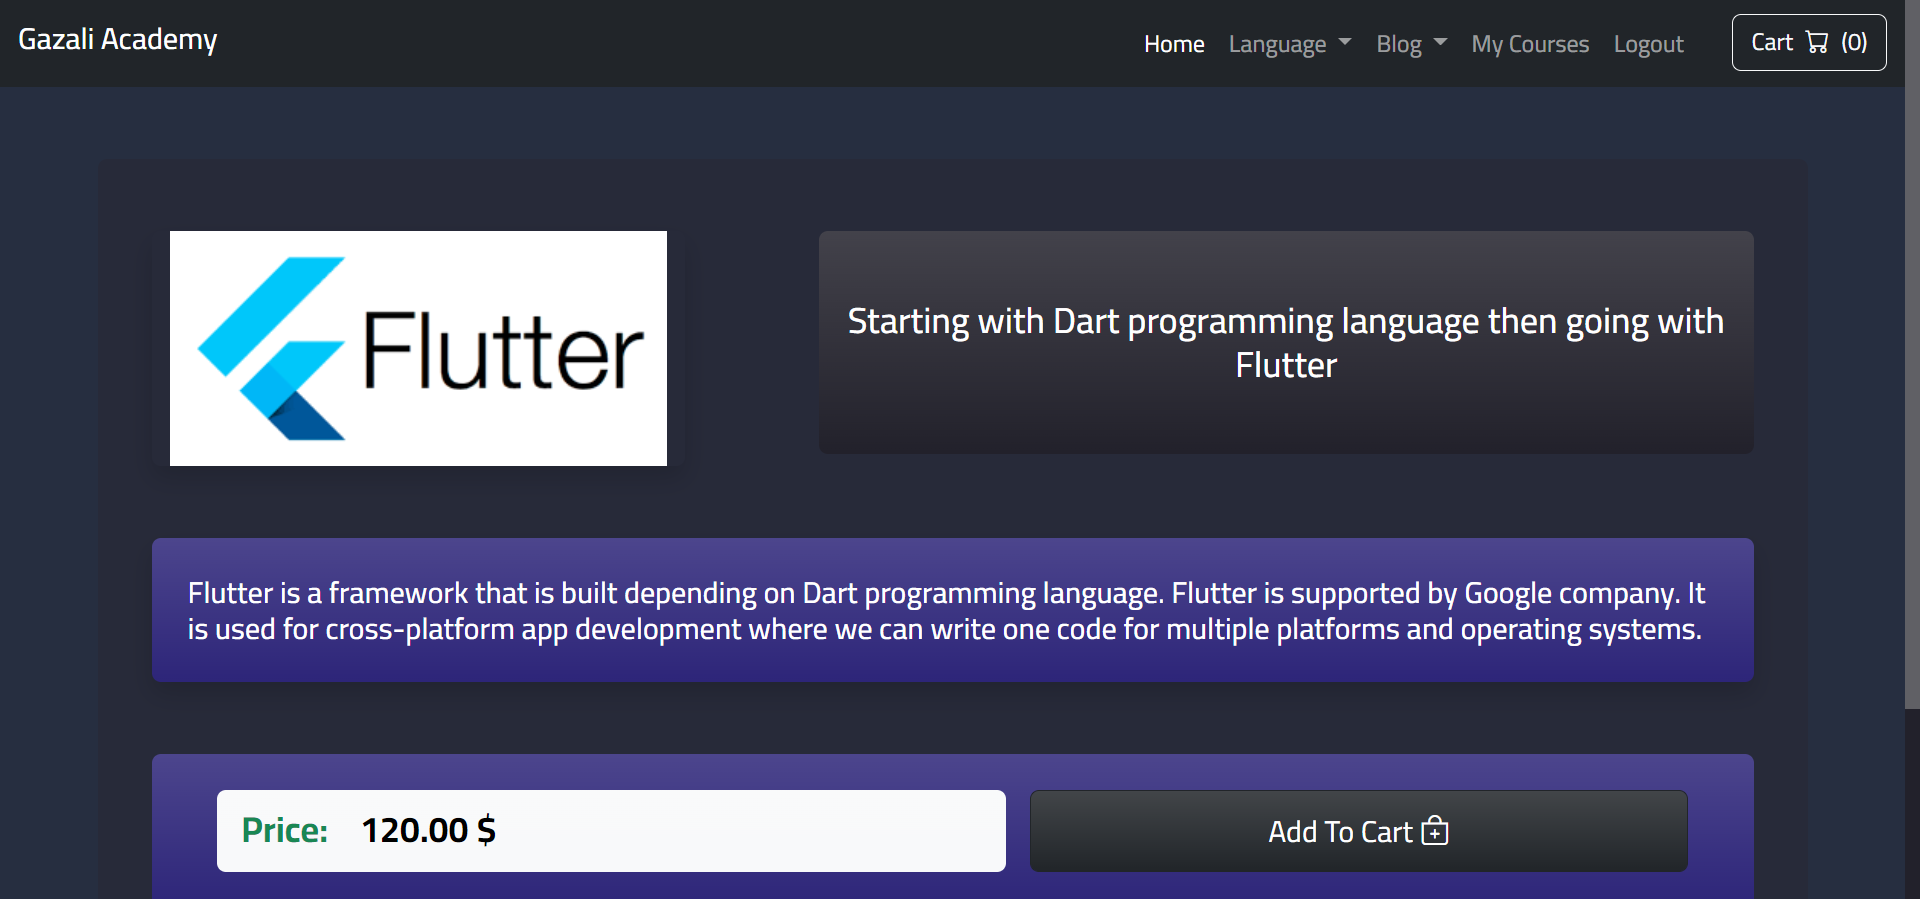 Gazali Academy
Home Language Blog My Courses Logout Cart (0)
Flutter
Starting with Dart programming language then going with
Flutter
Flutter is a framework that is built depending on Dart programming language. Flutter is supported by Google company. It
is used for cross-platform app development where we can write one code for multiple platforms and operating systems.
Price: 120.00 $
Add To Cart